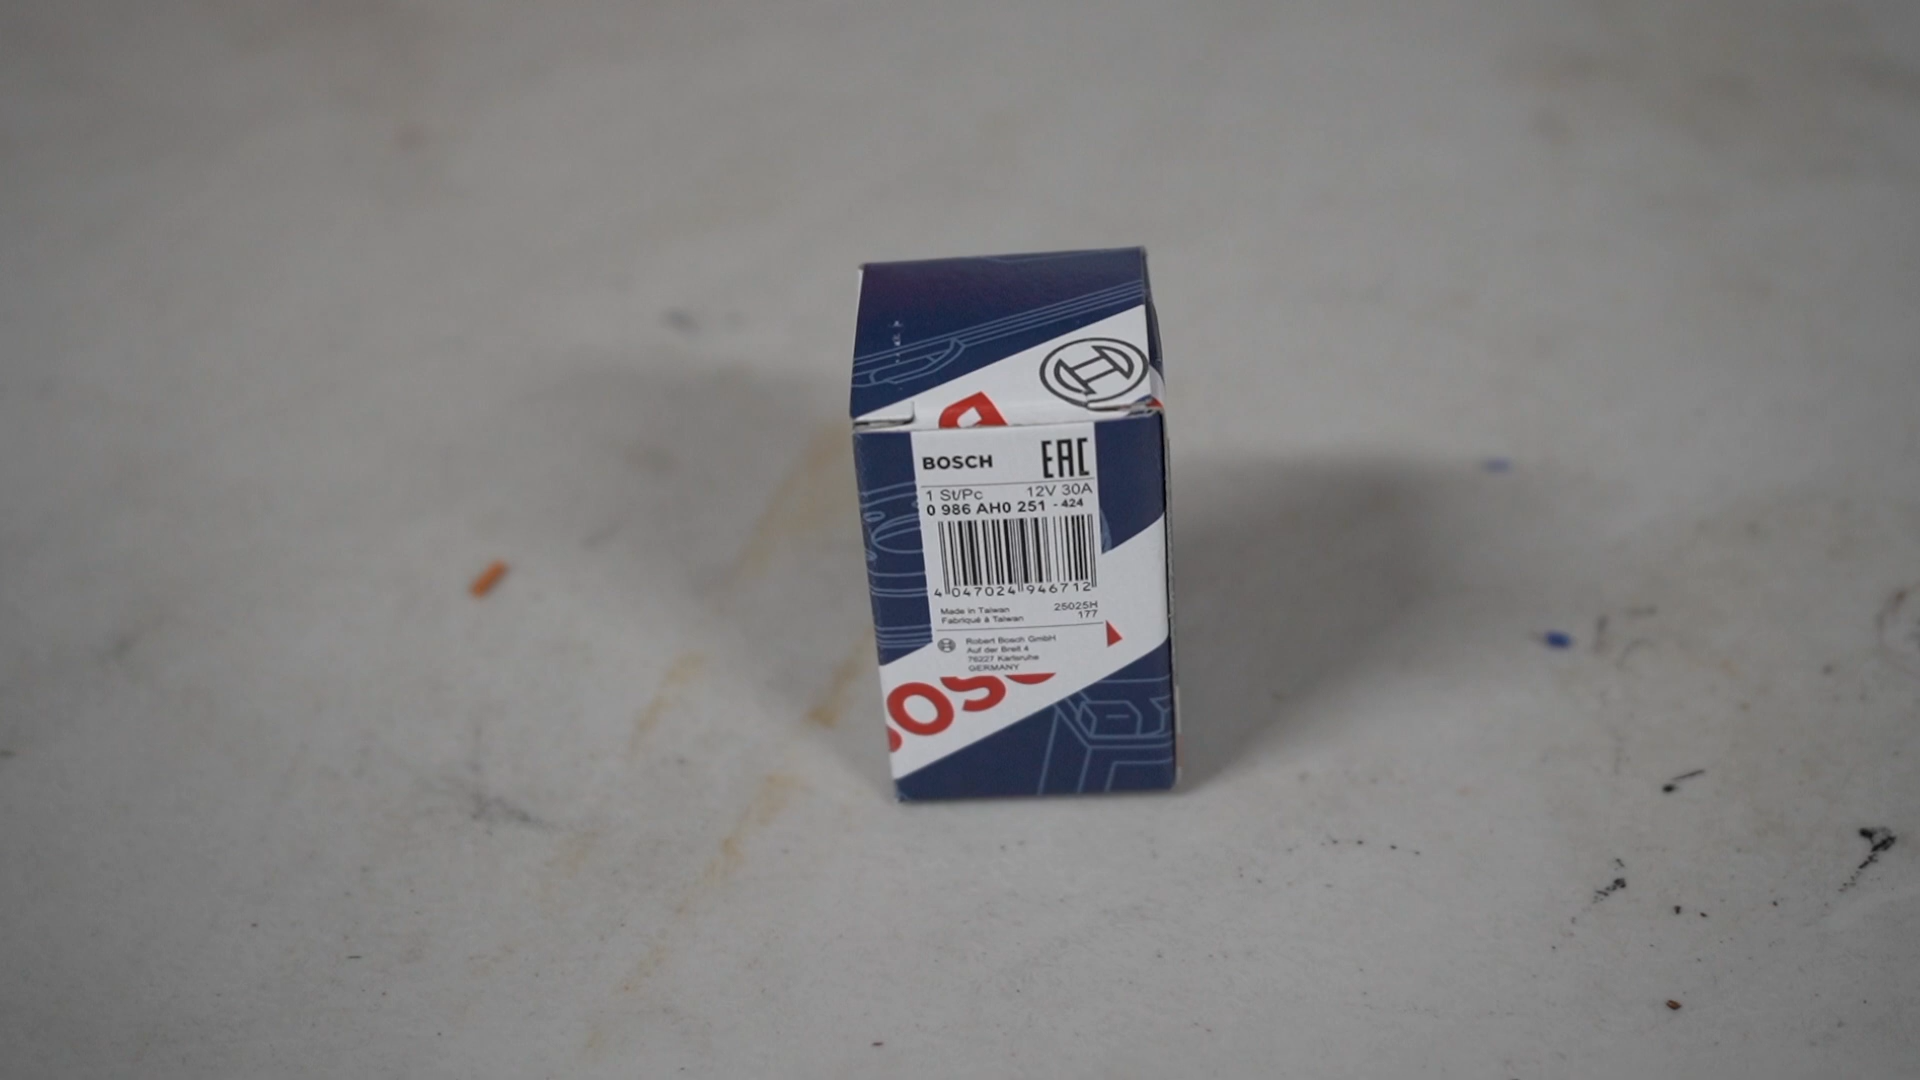 BOSCH EAC
1 St/Pc 12V 30A
0 986 AH0 251 - 424
4 047024 946712
Made in Taiwan 25025H
Fabriqué à Taiwan 177
Robert Bosch GmbH
Auf der Breit 4
76227 Karlsruhe
GERMANY
BOSC